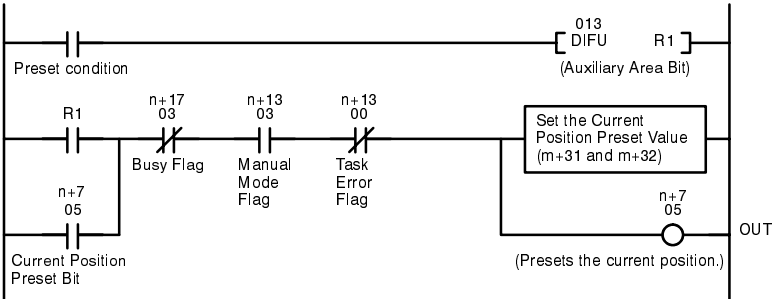 013
DIFU R1
Preset condition
(Auxiliary Area Bit)
R1
n+17
03
n+13
03
n+13
00
Busy Flag
Manual
Mode
Flag
Task
Error
Flag
Set the Current
Position Preset Value
(m+31 and m+32)
n+7
05
n+7
05
OUT
Current Position
Preset Bit
(Presets the current position.)